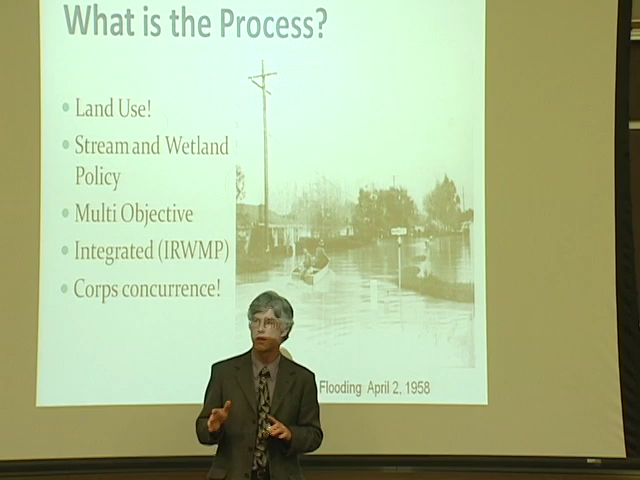 What is the Process?
Land Use!
Stream and Wetland
Policy
Multi Objective
Integrated (IRWMP)
Corps concurrence!
Flooding April 2, 1958